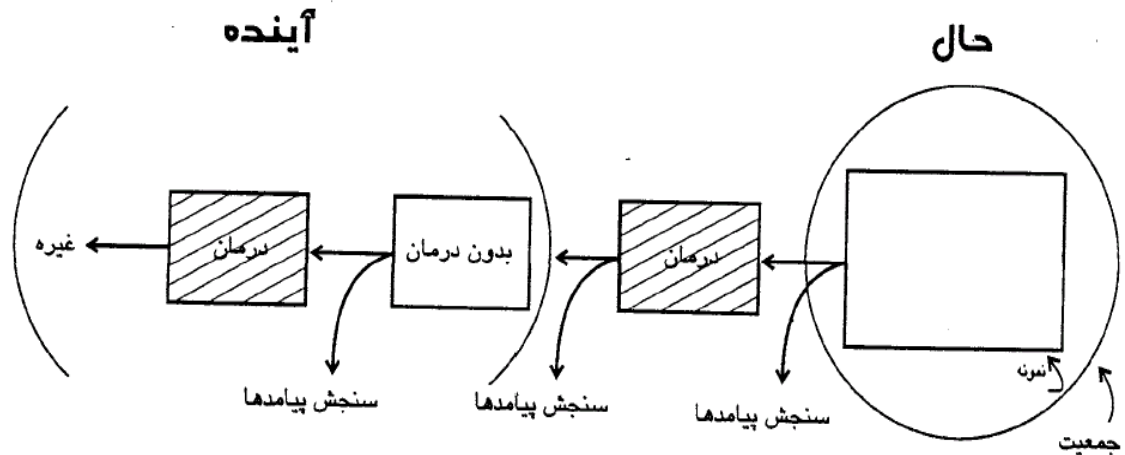 حال
آینده
نمونه
جمعیت
درمان
بدون درمان
درمان
غیره
سنجش پیامدها
سنجش پیامدها
سنجش پیامدها